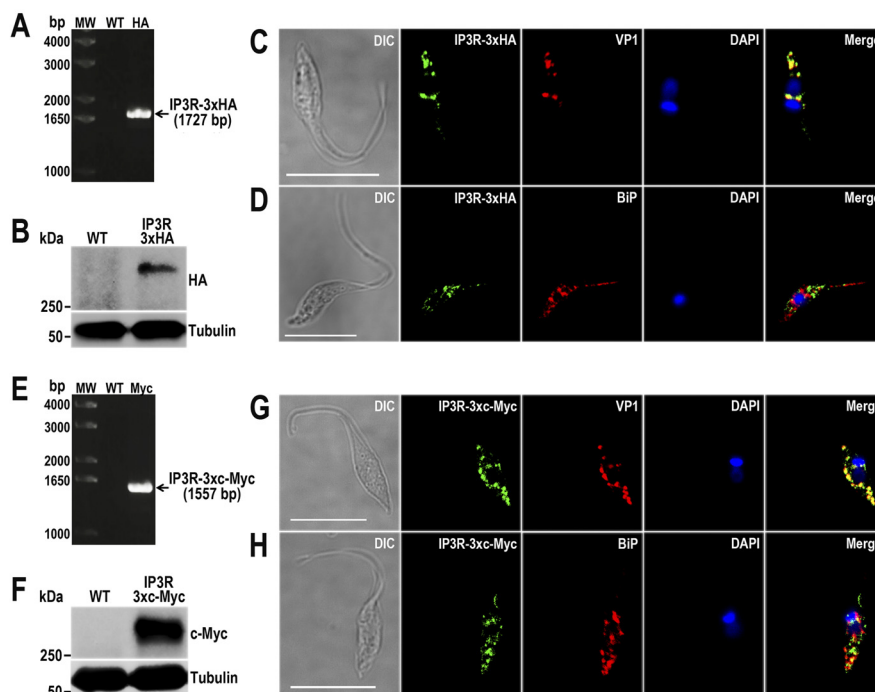 A
bp MW WT HA
4000
3000
2000
1650
1000
IP3R-3xHA
(1727 bp)
B
kDa WT IP3R
3xHA
HA
250
50
Tubulin
C
DIC IP3R-3xHA VP1 DAPI Merge
D
DIC IP3R-3xHA BiP DAPI Merge
E
bp MW WT Myc
4000
3000
2000
1650
1000
IP3R-3xc-Myc
(1557 bp)
F
kDa WT IP3R
3xc-Myc
c-Myc
250
Tubulin
50
G
DIC IP3R-3xc-Myc VP1 DAPI Merg
H
DIC IP3R-3xc-Myc BiP DAPI Merg